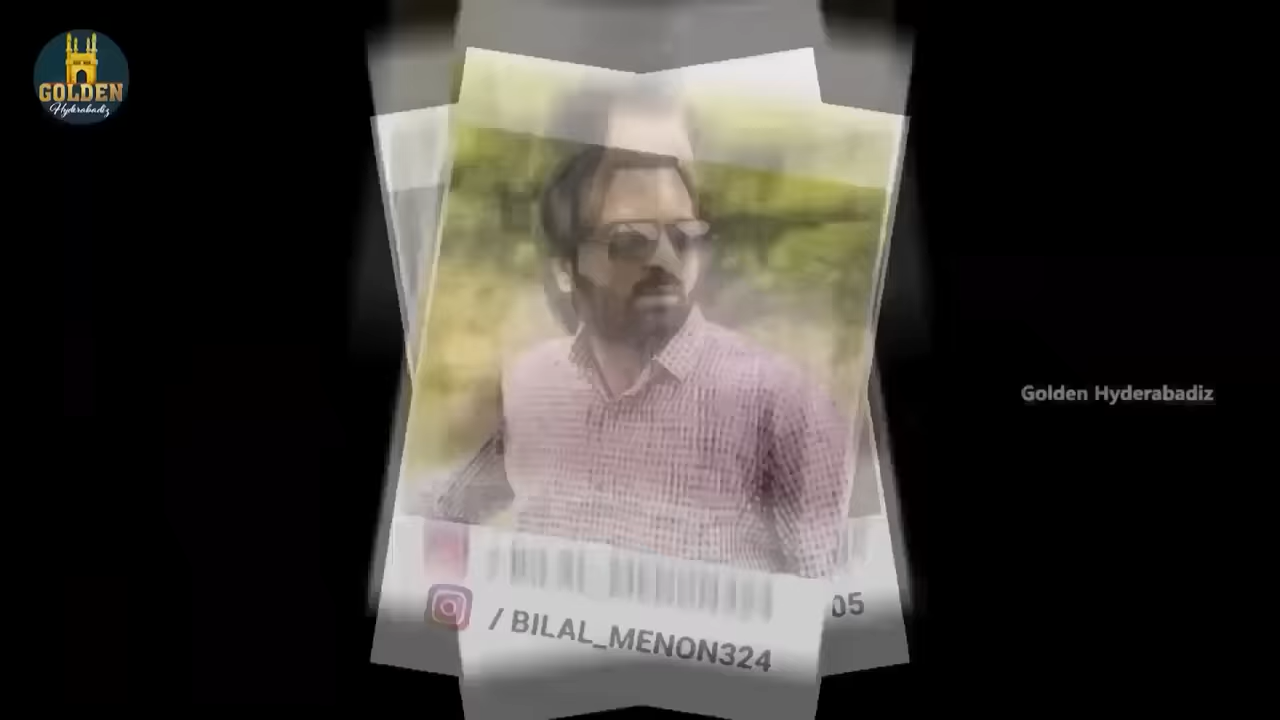 GOLDEN
Hyderabadiz
Golden Hyderabadiz
/ BILAL_MENON324
05